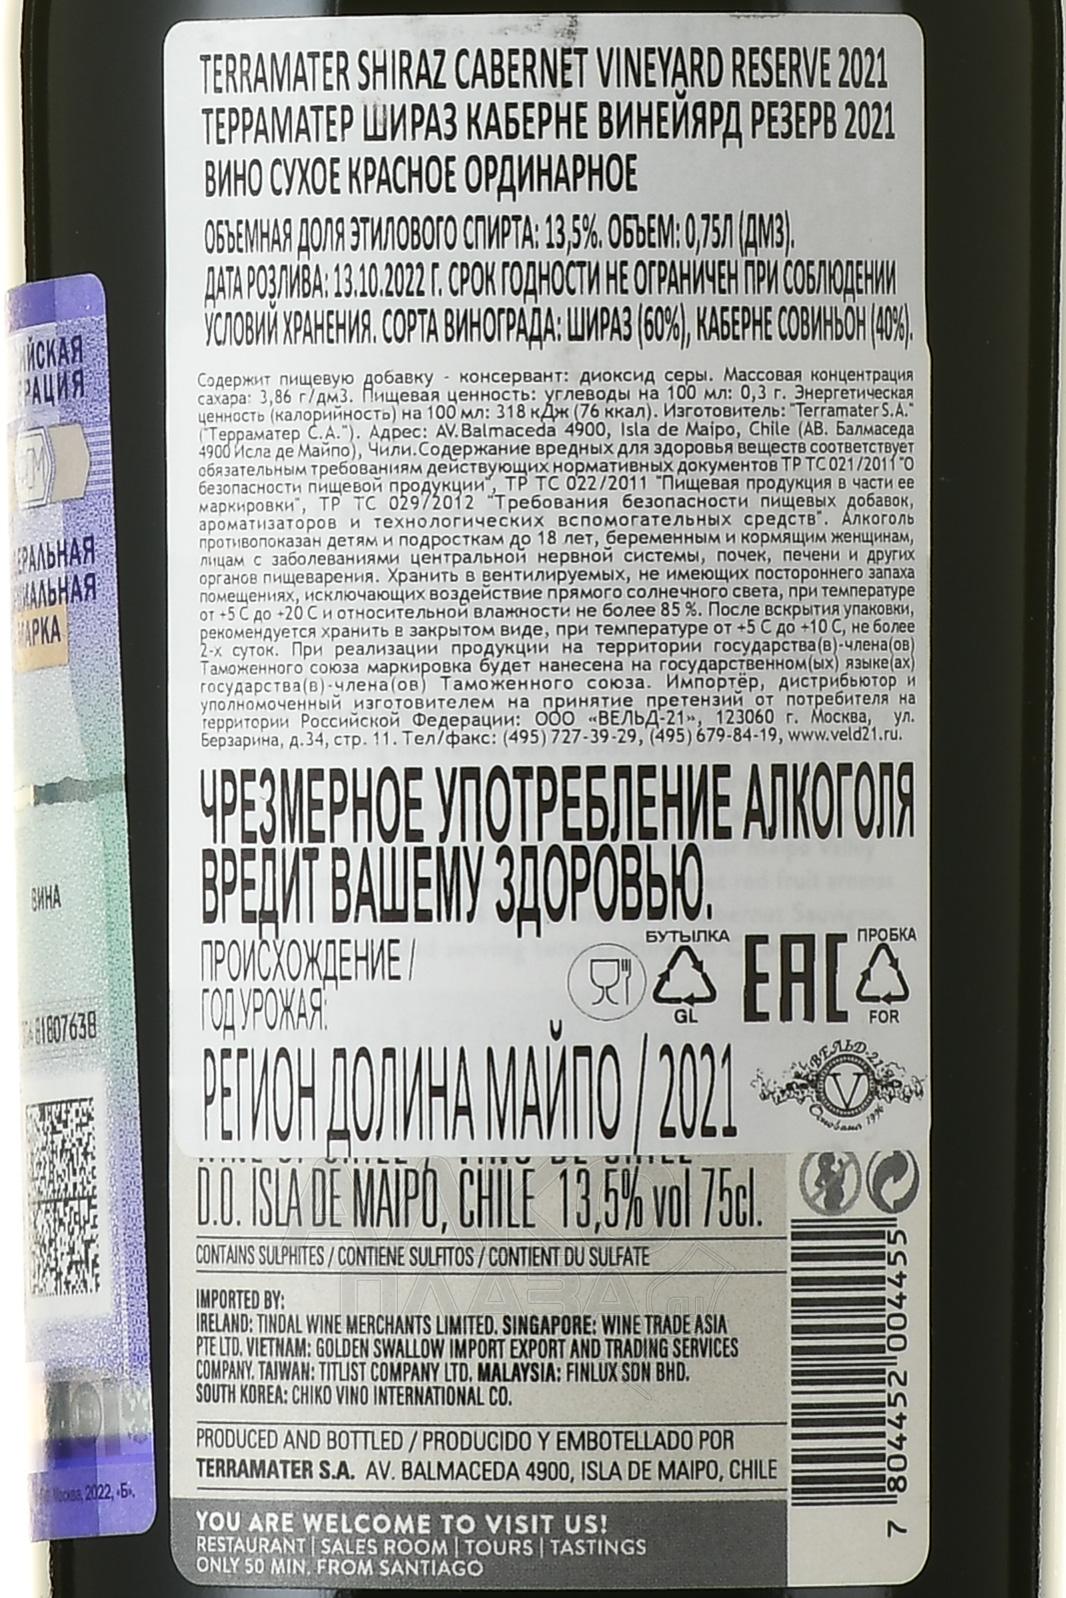 TERRAMATER SHIRAZ CABERNET VINEYARD RESERVE 2021
ТЕРРАМАТЕР ШИРАЗ КАБЕРНЕ ВИНЕЙЯРД РЕЗЕРВ 2021
ВИНО СУХОЕ КРАСНОЕ ОРДИНАРНОЕ
ОБЪЕМНАЯ ДОЛЯ ЭТИЛОВОГО СПИРТА: 13,5%. ОБЪЕМ: 0,75Л (ДМ3).
ДАТА РОЗЛИВА: 13.10.2022 Г. СРОК ГОДНОСТИ НЕ ОГРАНИЧЕН ПРИ СОБЛЮДЕНИИ
УСЛОВИЙ ХРАНЕНИЯ. СОРТА ВИНОГРАДА: ШИРАЗ (60%), КАБЕРНЕ СОВИНЬОН (40%).
Содержит пищевую добавку - консервант: диоксид серы. Массовая концентрация
сахара: 3,86 г/дм3. Пищевая ценность: углеводы на 100 мл: 0,3 г. Энергетическая
ценность (калорийность) на 100 мл: 318 кДж (76 ккал). Изготовитель: "Terramater S.A."
("Терраматер С.А."). Адрес: AV. Balmaceda 4900, Isla de Maipo, Chile (АВ. Балмаседа
4900 Исла де Майпо), Чили.Содержание вредных для здоровья веществ соответствует
обязательным требованиям действующих нормативных документов ТР ТС 021/2011 "О
безопасности пищевой продукции", ТР ТС 022/2011 "Пищевая продукция в части ее
маркировки", ТР ТС 029/2012 "Требования безопасности пищевых добавок,
ароматизаторов и технологических вспомогательных средств". Алкоголь
противопоказан детям и подросткам до 18 лет, беременным и кормящим женщинам,
лицам с заболеваниями центральной нервной системы, почек, печени и других
органов пищеварения. Хранить в вентилируемых, не имеющих постороннего запаха
помещениях, исключающих воздействие прямого солнечного света, при температуре
от +5 С до +20 С и относительной влажности не более 85 %. После вскрытия упаковки,
рекомендуется хранить в закрытом виде, при температуре от +5 С до +10 С, не более
2-х суток. При реализации продукции на территории государства(в)-члена(ов)
Таможенного союза маркировка будет нанесена на государственном(ых) языке(ах)
государства(в)-члена(ов) Таможенного союза. Импортёр, дистрибьютор и
уполномоченный изготовителем на принятие претензий от потребителя на
территории Российской Федерации: ООО «ВЕЛЬД-21», 123060 г. Москва, ул.
Берзарина, д.34, стр. 11. Тел/факс: (495) 727-39-29, (495) 679-84-19, www.veld21.ru.
ЧРЕЗМЕРНОЕ УПОТРЕБЛЕНИЕ АЛКОГОЛЯ
ВРЕДИТ ВАШЕМУ ЗДОРОВЬЮ.
ПРОИСХОЖДЕНИЕ /
ГОД УРОЖАЯ:
БУТЫЛКА
GL
EAC
ПРОБКА
FOR
РЕГИОН ДОЛИНА МАЙПО / 2021
ВЕЛЬД-21
V
Основана 1996
D.O. ISLA DE MAIPO, CHILE 13,5% vol 75cl.
CONTAINS SULPHITES / CONTIENE SULFITOS / CONTIENT DU SULFATE
IMPORTED BY:
IRELAND: TINDAL WINE MERCHANTS LIMITED. SINGAPORE: WINE TRADE ASIA
PTE LTD. VIETNAM: GOLDEN SWALLOW IMPORT EXPORT AND TRADING SERVICES
COMPANY. TAIWAN: TITLIST COMPANY LTD. MALAYSIA: FINLUX SDN BHD.
SOUTH KOREA: CHIKO VINO INTERNATIONAL CO.
PRODUCED AND BOTTLED / PRODUCIDO Y EMBOTELLADO POR
TERRAMATER S.A. AV. BALMACEDA 4900, ISLA DE MAIPO, CHILE
YOU ARE WELCOME TO VISIT US!
RESTAURANT | SALES ROOM | TOURS | TASTINGS
ONLY 50 MIN. FROM SANTIAGO
7 804452 004455
ВИНА
81807638
Москва, 2022, «Б».
АЛКО
ПЛАЗА